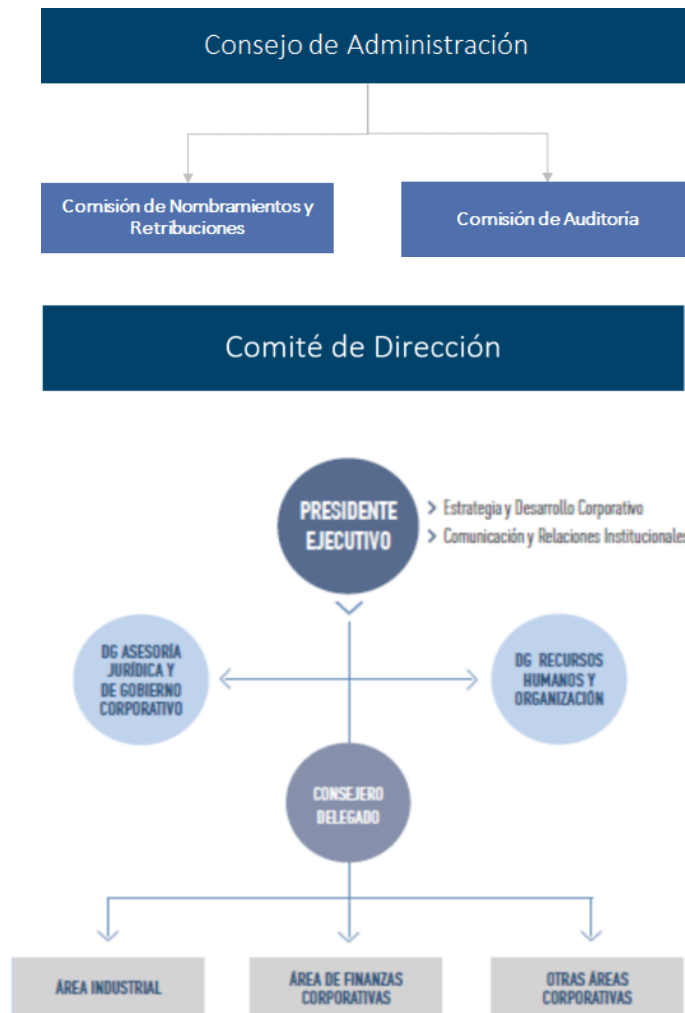 Consejo de Administración
Comisión de Nombramientos y
Retribuciones
Comisión de Auditoría
Comité de Dirección
PRESIDENTE
EJECUTIVO
> Estrategia y Desarrollo Corporativo
> Comunicación y Relaciones Institucionales
DG ASESORÍA
JURÍDICA Y
DE GOBIERNO
CORPORATIVO
DG RECURSOS
HUMANOS Y
ORGANIZACIÓN
CONSEJERO
DELEGADO
ÁREA INDUSTRIAL
ÁREA DE FINANZAS
CORPORATIVAS
OTRAS ÁREAS
CORPORATIVAS